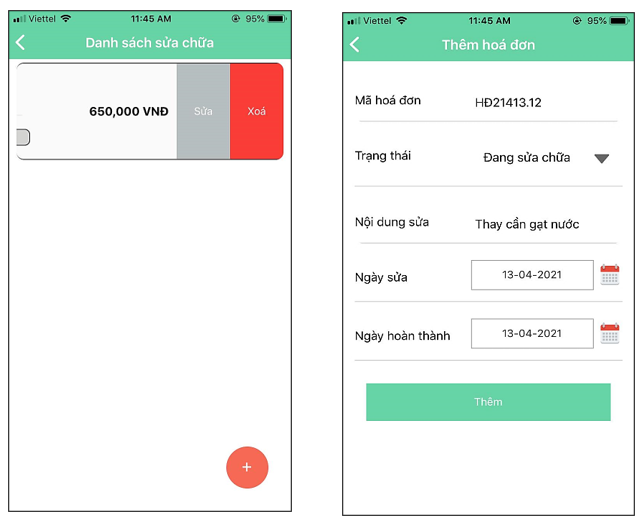 Viettel 11:45 AM 95%
Danh sách sửa chữa
650,000 VNĐ Sửa Xoá
+
Viettel 11:45 AM 95%
Thêm hoá đơn
Mã hoá đơn HĐ21413.12
Trạng thái Đang sửa chữa
Nội dung sửa Thay cần gạt nước
Ngày sửa 13-04-2021
Ngày hoàn thành 13-04-2021
Thêm